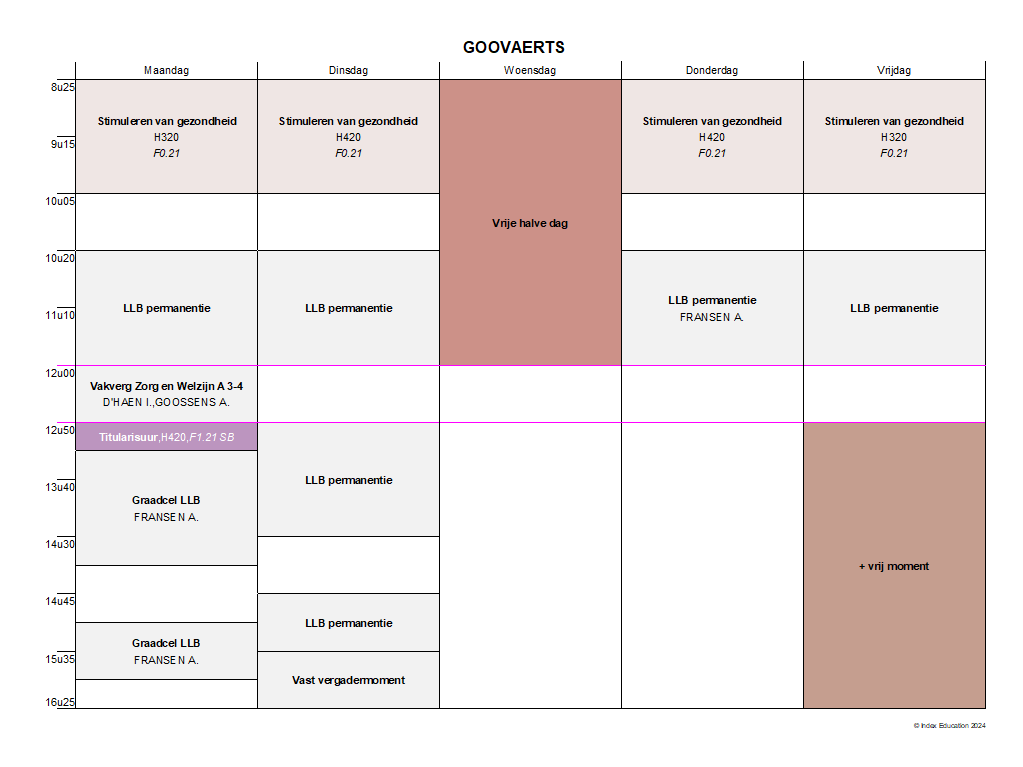 GOOVAERTS
Maandag Dinsdag Woensdag Donderdag Vrijdag
8u25
Stimuleren van gezondheid Stimuleren van gezondheid Stimuleren van gezondheid Stimuleren van gezondheid
H320 H420 H420 H320
9u15
F0.21 F0.21 F0.21 F0.21
10u05
Vrije halve dag
10u20
LLB permanentie
LLB permanentie LLB permanentie LLB permanentie
11u10
FRANSEN A.
12u00
Vakverg Zorg en Welzijn A 3-4
D'HAEN I.,GOOSSENS A.
12u50
Titularisuur,H420,F1.21 SB
LLB permanentie
13u40
Graadcel LLB
FRANSEN A.
14u30
+ vrij moment
14u45
LLB permanentie
Graadcel LLB
15u35
FRANSEN A.
Vast vergadermoment
16u25
© Index Education 2024